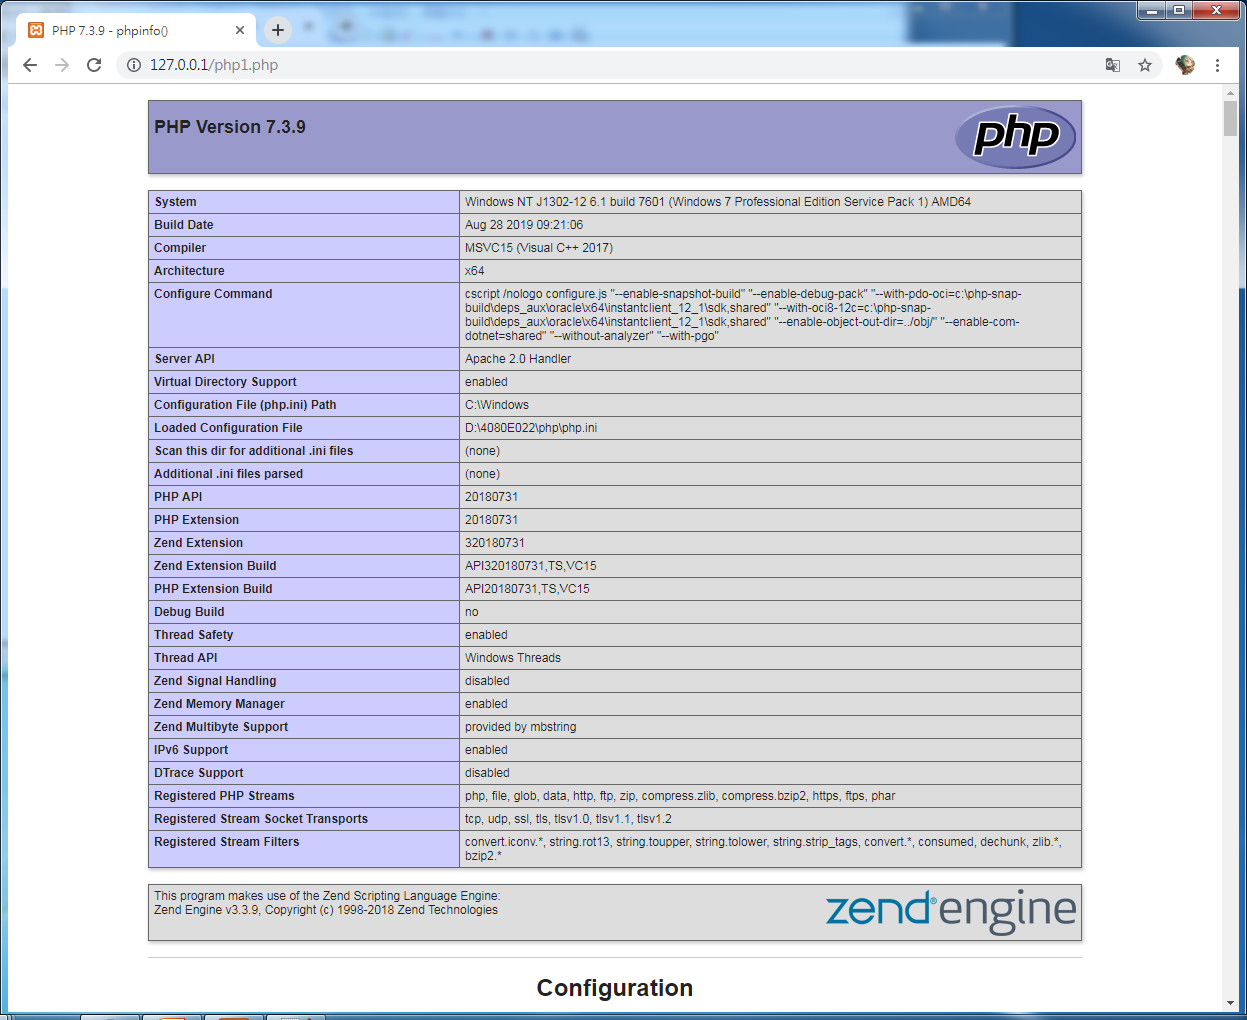 PHP 7.3.9 - phpinfo()
127.0.0.1/php1.php
PHP Version 7.3.9
php
System Windows NT J1302-12 6.1 build 7601 (Windows 7 Professional Edition Service Pack 1) AMD64
Build Date Aug 28 2019 09:21:06
Compiler MSVC15 (Visual C++ 2017)
Architecture x64
Configure Command cscript /nologo configure.js "--enable-snapshot-build" "--enable-debug-pack" "--with-pdo-oci=c:\php-snap-
build\deps_aux\oracle\x64\instantclient_12_1\sdk,shared" "--with-oci8-12c=c:\php-snap-
build\deps_aux\oracle\x64\instantclient_12_1\sdk,shared" "--enable-object-out-dir=../obj/" "--enable-com-
dotnet=shared" "--without-analyzer" "--with-pgo"
Server API Apache 2.0 Handler
Virtual Directory Support enabled
Configuration File (php.ini) Path C:\Windows
Loaded Configuration File D:\4080E022\php\php.ini
Scan this dir for additional .ini files (none)
Additional .ini files parsed (none)
PHP API 20180731
PHP Extension 20180731
Zend Extension 320180731
Zend Extension Build API320180731,TS,VC15
PHP Extension Build API20180731,TS,VC15
Debug Build no
Thread Safety enabled
Thread API Windows Threads
Zend Signal Handling disabled
Zend Memory Manager enabled
Zend Multibyte Support provided by mbstring
IPv6 Support enabled
DTrace Support disabled
Registered PHP Streams php, file, glob, data, http, ftp, zip, compress.zlib, compress.bzip2, https, ftps, phar
Registered Stream Socket Transports tcp, udp, ssl, tls, tlsv1.0, tlsv1.1, tlsv1.2
Registered Stream Filters convert.iconv.*, string.rot13, string.toupper, string.tolower, string.strip_tags, convert.*, consumed, dechunk, zlib.*,
bzip2.*
This program makes use of the Zend Scripting Language Engine:
Zend Engine v3.3.9, Copyright (c) 1998-2018 Zend Technologies
zend® engine
Configuration